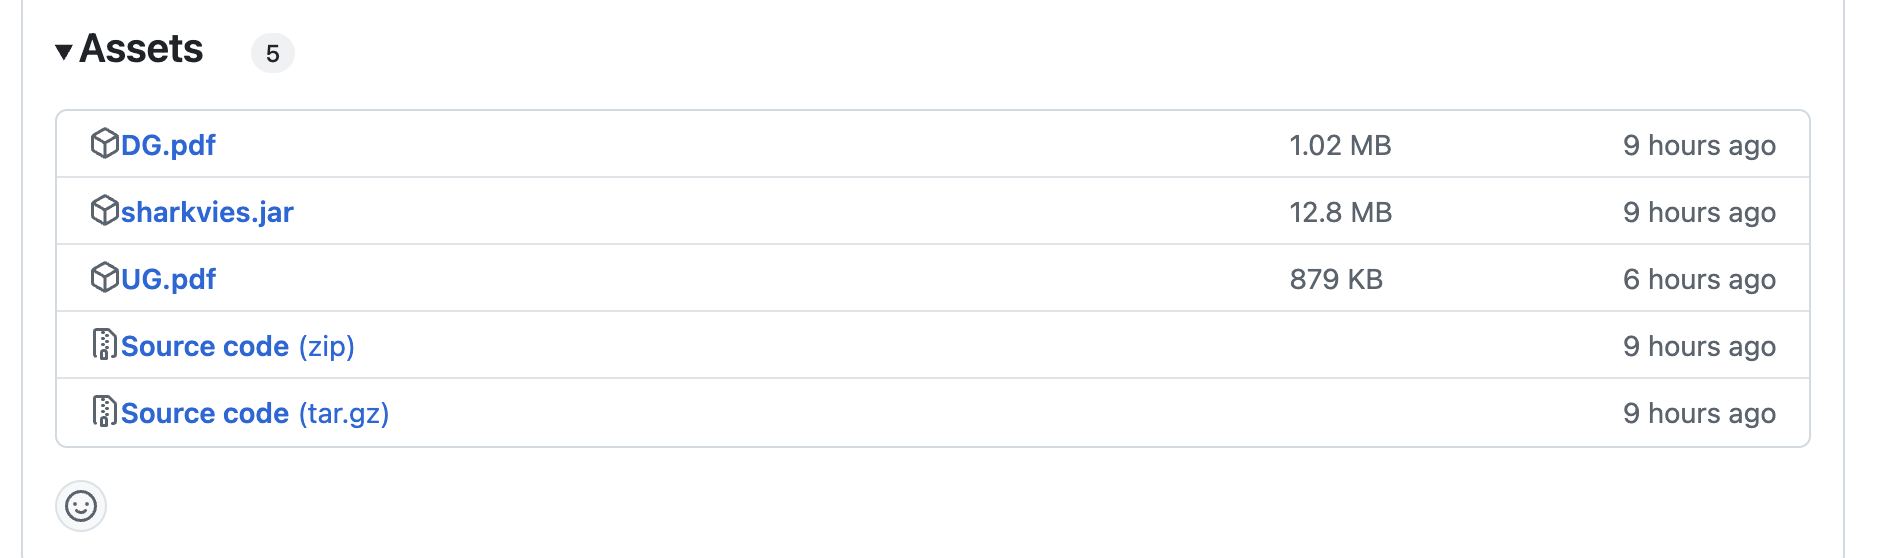 Assets 5
DG.pdf 1.02 MB 9 hours ago
sharkvies.jar 12.8 MB 9 hours ago
UG.pdf 879 KB 6 hours ago
Source code (zip) 9 hours ago
Source code (tar.gz) 9 hours ago